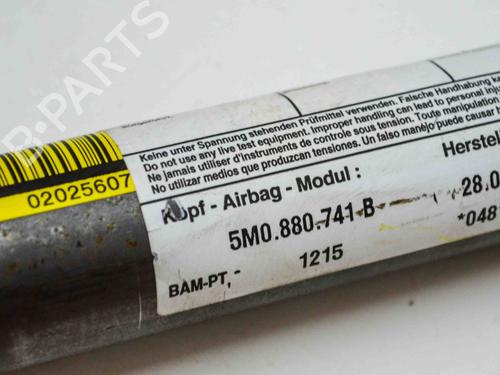 B-PARTS
Keine unter Spannung stehenden Prüfmittel verwenden. Falsche Handhabung
Do not use any live test equipment. Improper handling can lead to personal
Ne jamais utiliser d'instruments de controle sous tension. Toute manipulation
No utilizar medios que produzcan tensiones. Un falso manejo puede causar
02025607
Kopf - Airbag - Modul :
Herstel
5M0.880.741 B
28.0
BAM-PT, -
1215
*048